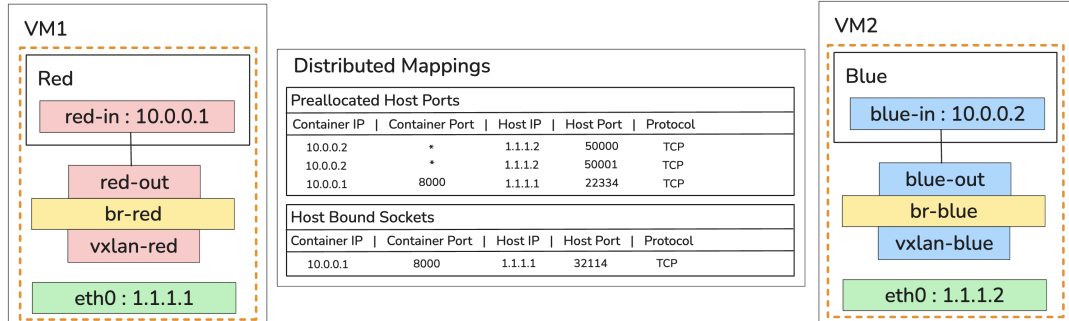 VM1
Red
red-in : 10.0.0.1
red-out
br-red
vxlan-red
eth0 : 1.1.1.1
Distributed Mappings
Preallocated Host Ports
Container IP | Container Port | Host IP | Host Port | Protocol
10.0.0.2 * 1.1.1.2 50000 TCP
10.0.0.2 * 1.1.1.2 50001 TCP
10.0.0.1 8000 1.1.1.1 22334 TCP
Host Bound Sockets
Container IP | Container Port | Host IP | Host Port | Protocol
10.0.0.1 8000 1.1.1.1 32114 TCP
VM2
Blue
blue-in : 10.0.0.2
blue-out
br-blue
vxlan-blue
eth0 : 1.1.1.2